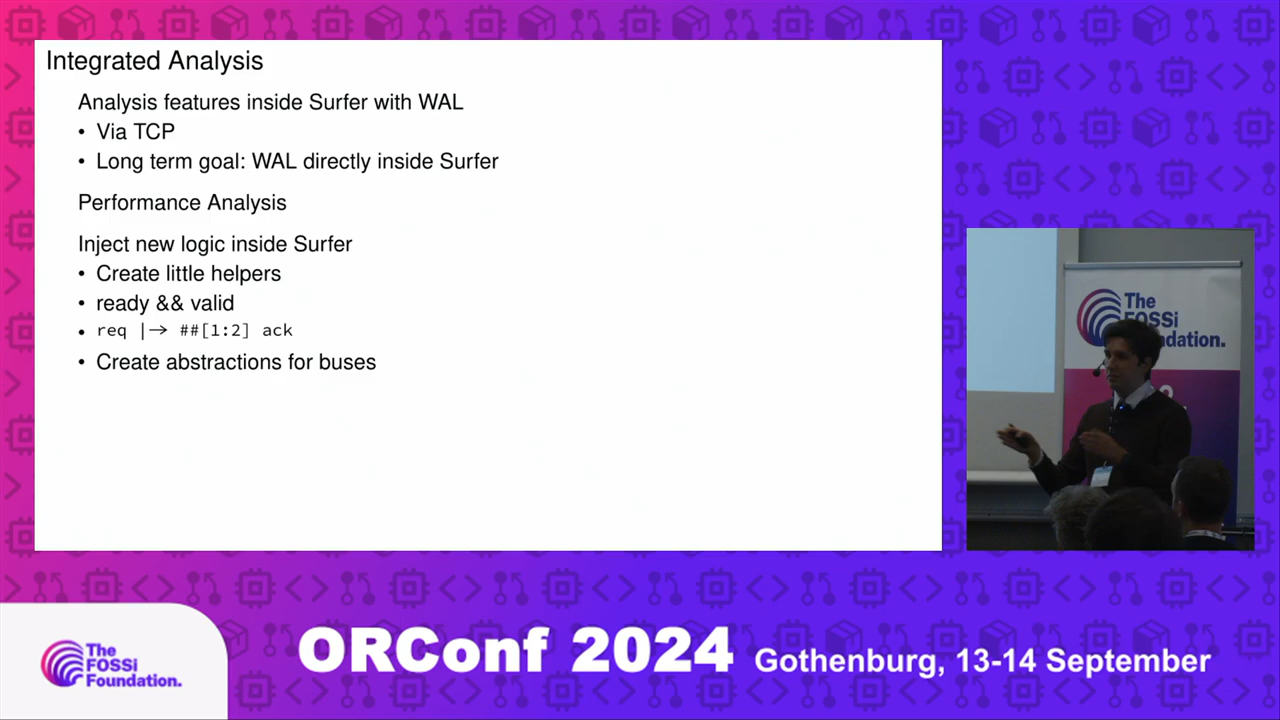 Integrated Analysis
Analysis features inside Surfer with WAL
• Via TCP
• Long term goal: WAL directly inside Surfer
Performance Analysis
Inject new logic inside Surfer
• Create little helpers
• ready && valid
• req |→ ##[1:2] ack
• Create abstractions for buses
The
FOSSi
Foundation.
The
FOSSi
Foundation.
ORConf 2024 Gothenburg, 13-14 September